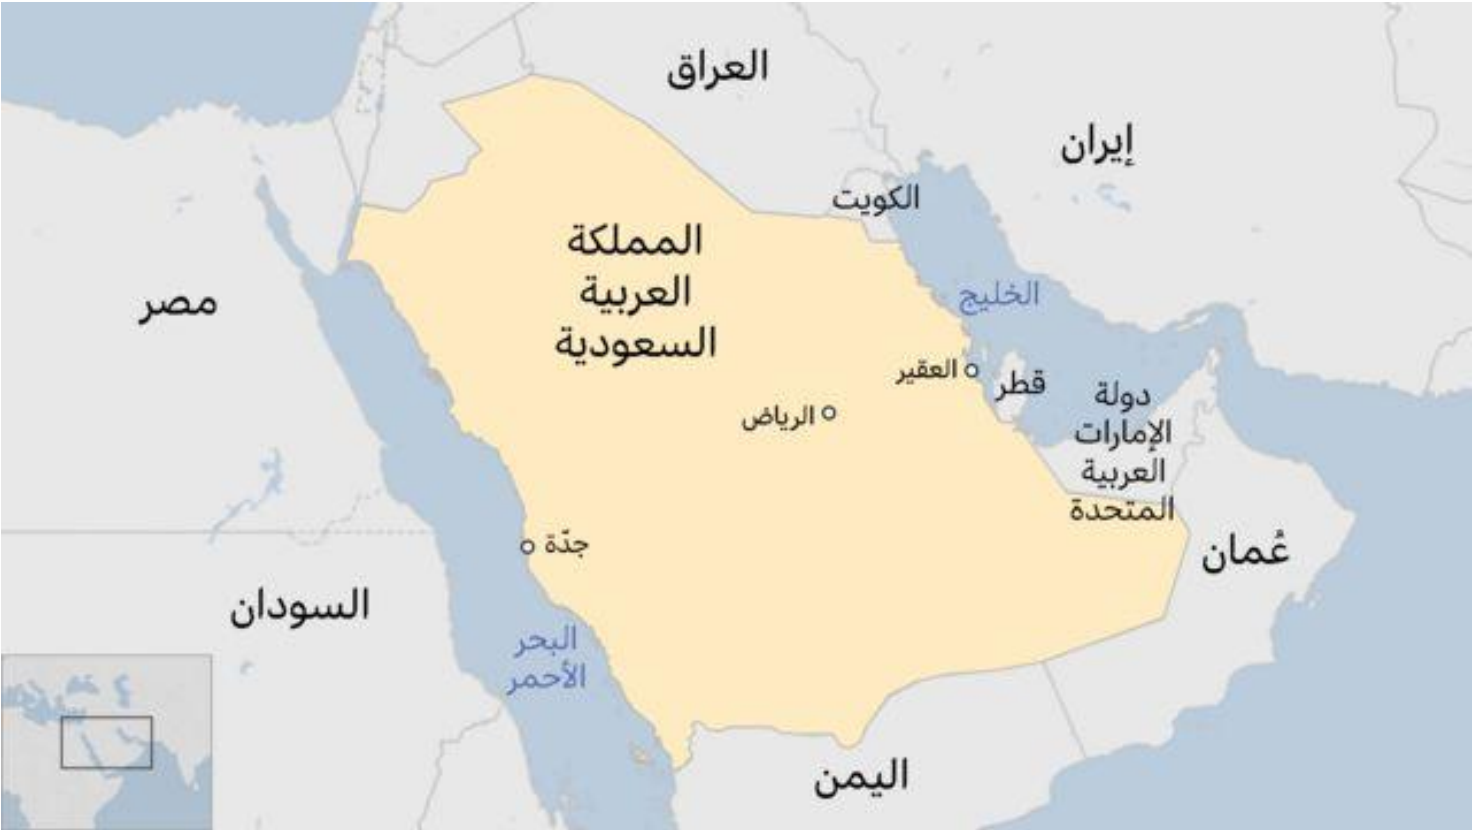 العراق
إيران
الكويت
المملكة
العربية
السعودية
الخليج
مصر
العقير
قطر
دولة
الإمارات
العربية
المتحدة
الرياض
جدّة
عُمان
السودان
البحر
الأحمر
اليمن